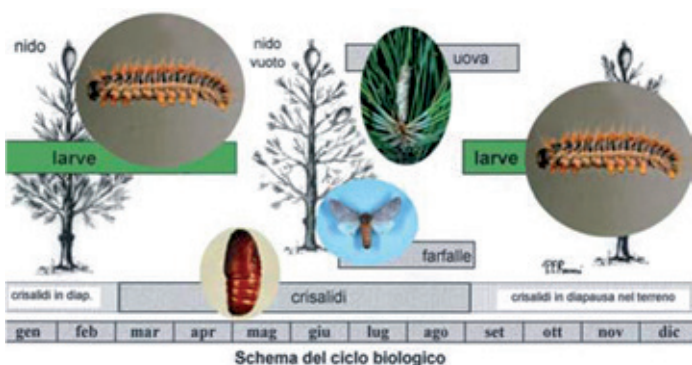 nido
nido
vuoto
uova
larve
larve
farfalle
crisalidi in diap.
crisalidi
crisalidi in diapausa nel terreno
gen feb mar apr mag giu lug ago set ott nov dic
Schema del ciclo biologico